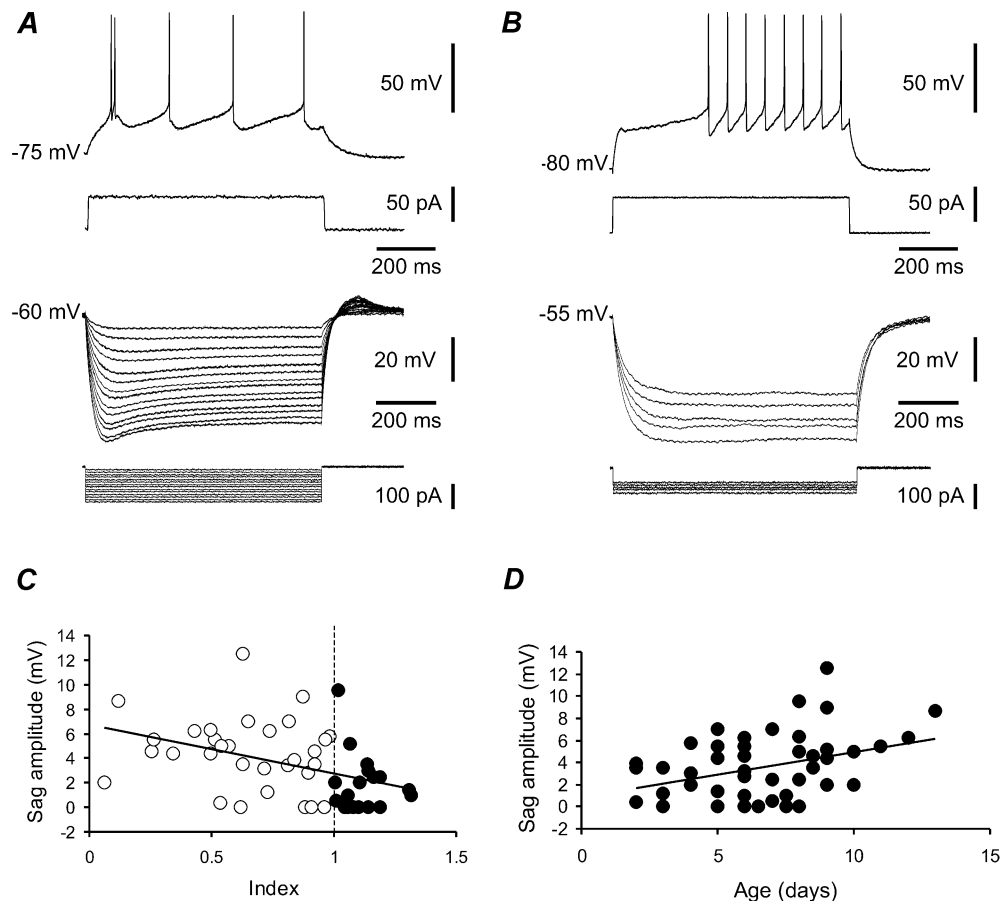 A
50 mV
-75 mV
50 pA
200 ms
-60 mV
20 mV
200 ms
100 pA
B
50 mV
-80 mV
50 pA
200 ms
-55 mV
20 mV
200 ms
100 pA
C
Sag amplitude (mV)
14
12
10
8
6
4
2
0
-2
0
0.5
1
1.5
Index
D
Sag amplitude (mV)
14
12
10
8
6
4
2
0
-2
0
5
10
15
Age (days)